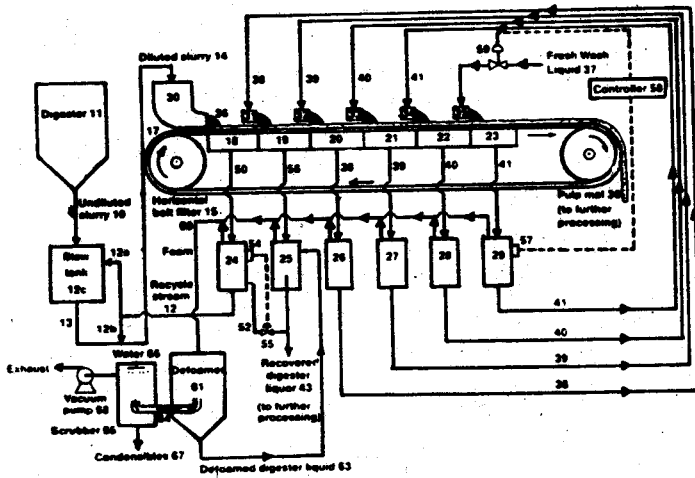 Diluted slurry 14
38
39
40
41
59
Fresh Wash
Liquid 37
Controller 58
Digester 11
30
36
17
18
19
20
21
22
23
50
56
38
39
40
41
Undiluted
slurry 10
Horizontal
belt filter 15
Pulp mat
(to further
processing)
Blow
tank
12c
12a
Foam
24
54
25
26
27
28
29
57
Recycle
stream
12
13
12b
52
55
41
40
39
38
Exhaust
Water 66
Vacuum
pump 68
Scrubber
Defoamer
61
Recovered
digester
liquor 43
(to further
processing)
Condensibles 67
Defoamed digester liquid 63